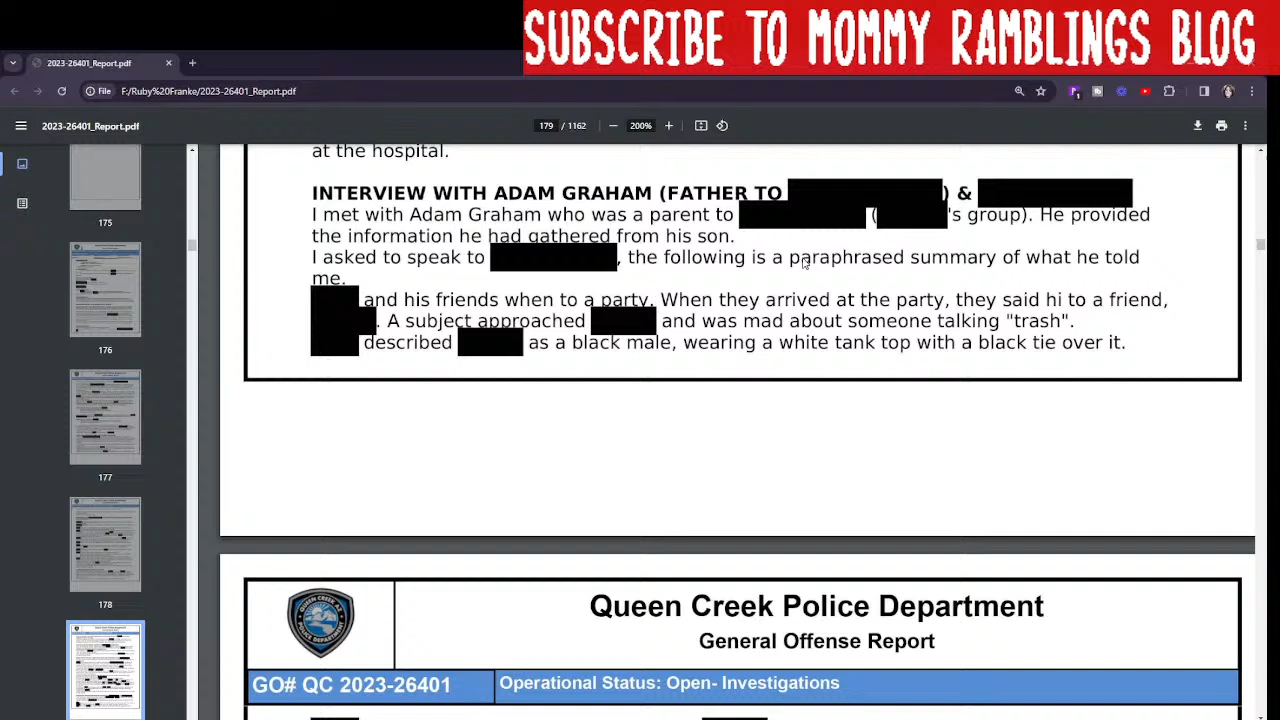 SUBSCRIBE TO MOMMY RAMBLINGS BLOG
2023-26401_Report.pdf
File F:/Ruby%20Franke/2023-26401_Report.pdf
2023-26401_Report.pdf 179 / 1162 200%
at the hospital.
INTERVIEW WITH ADAM GRAHAM (FATHER TO ) &
I met with Adam Graham who was a parent to ( 's group). He provided
the information he had gathered from his son.
I asked to speak to , the following is a paraphrased summary of what he told
me.
and his friends when to a party. When they arrived at the party, they said hi to a friend,
. A subject approached and was mad about someone talking "trash".
described as a black male, wearing a white tank top with a black tie over it.
175
176
177
178
Queen Creek Police Department
General Offense Report
GO# QC 2023-26401 Operational Status: Open- Investigations